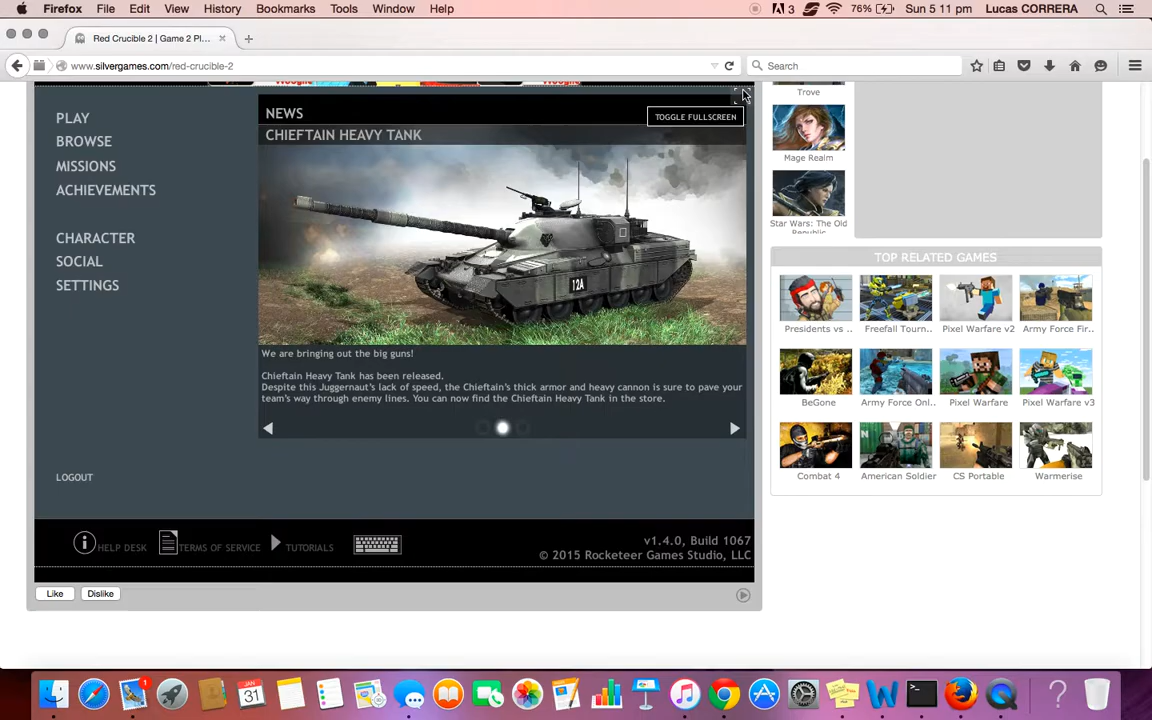 Firefox File Edit View History Bookmarks Tools Window Help 3 76% Sun 5 11 pm Lucas CORRERA
Red Crucible 2 | Game 2 Pl...
www.silvergames.com/red-crucible-2 Search
PLAY
BROWSE
MISSIONS
ACHIEVEMENTS
CHARACTER
SOCIAL
SETTINGS
LOGOUT
NEWS
TOGGLE FULLSCREEN
CHIEFTAIN HEAVY TANK
12A
We are bringing out the big guns!
Chieftain Heavy Tank has been released.
Despite this Juggernaut's lack of speed, the Chieftain's thick armor and heavy cannon is sure to pave your
team's way through enemy lines. You can now find the Chieftain Heavy Tank in the store.
HELP DESK TERMS OF SERVICE TUTORIALS
v1.4.0, Build 1067
© 2015 Rocketeer Games Studio, LLC
Like Dislike
Trove
Mage Realm
Star Wars: The Old
Republic
TOP RELATED GAMES
Presidents vs .. Freefall Tourn.. Pixel Warfare v2 Army Force Fir..
BeGone Army Force Onl.. Pixel Warfare Pixel Warfare v3
Combat 4 American Soldier CS Portable Warmerise
1
31